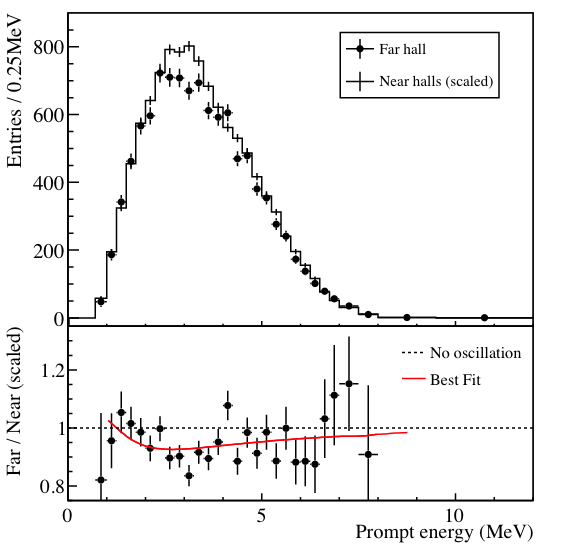 Entries / 0.25MeV
800
600
400
200
0
Far hall
Near halls (scaled)
Far / Near (scaled)
1.2
1
0.8
No oscillation
Best Fit
0
5
10
Prompt energy (MeV)